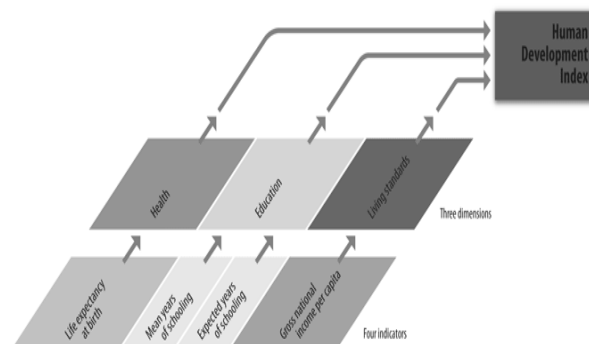 Human
Development
Index
Health
Education
Living standards
Three dimensions
Life expectancy
at birth
Mean years
of schooling
Expected years
of schooling
Gross national
income per capita
Four indicators